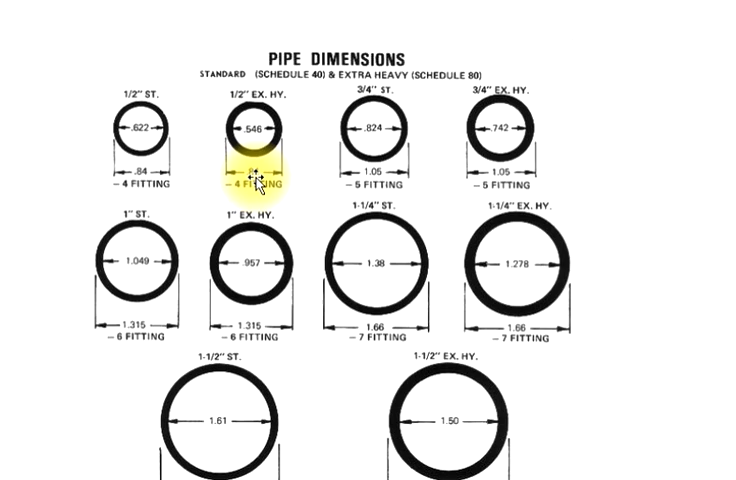 PIPE DIMENSIONS
STANDARD (SCHEDULE 40) & EXTRA HEAVY (SCHEDULE 80)
1/2" ST. 1/2" EX. HY. 3/4" ST. 3/4" EX. HY.
.622 .546 .824 .742
.84 1.05 1.05
– 4 FITTING – 4 FITTING – 5 FITTING – 5 FITTING
1" ST. 1" EX. HY. 1-1/4" ST. 1-1/4" EX. HY.
1.049 .957 1.38 1.278
1.315 1.315 1.66 1.66
– 6 FITTING – 6 FITTING – 7 FITTING – 7 FITTING
1-1/2" ST. 1-1/2" EX. HY.
1.61 1.50